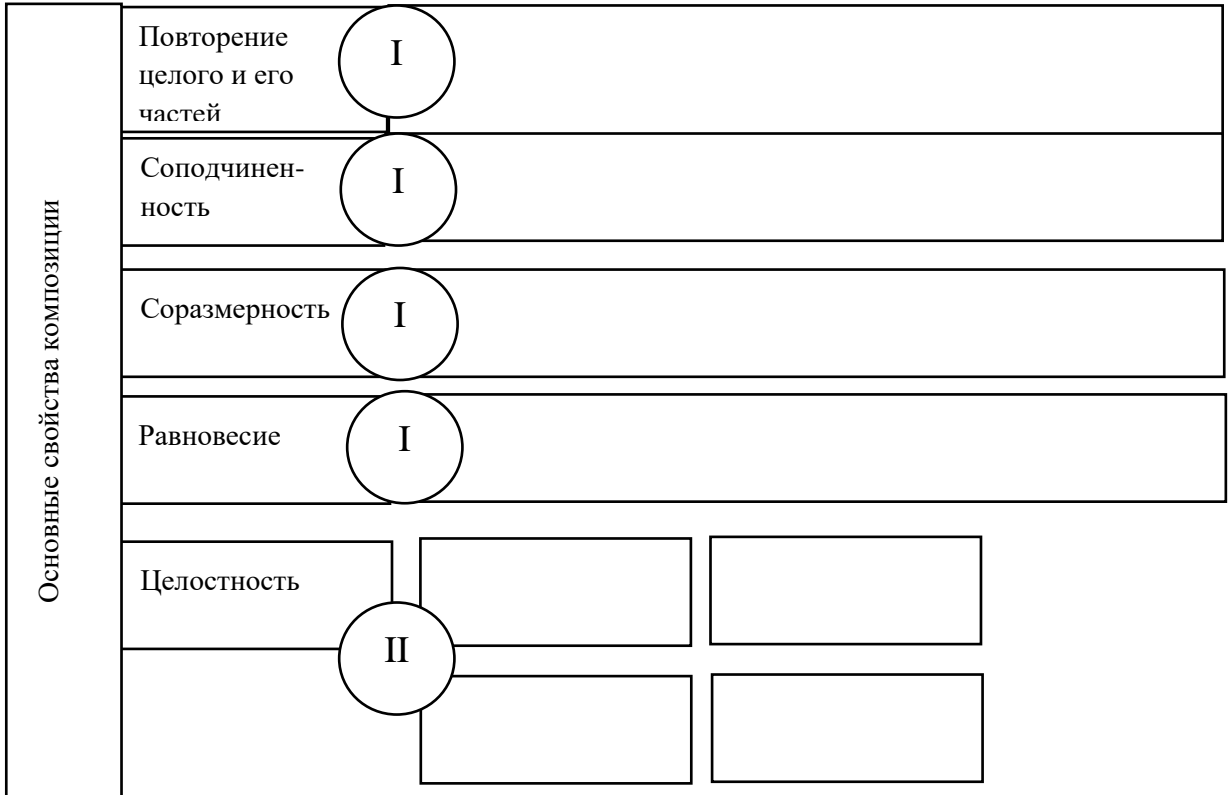 Основные свойства композиции
Повторение
целого и его
частей
I
Соподчинен-
ность
I
Соразмерность
I
Равновесие
I
Целостность
II